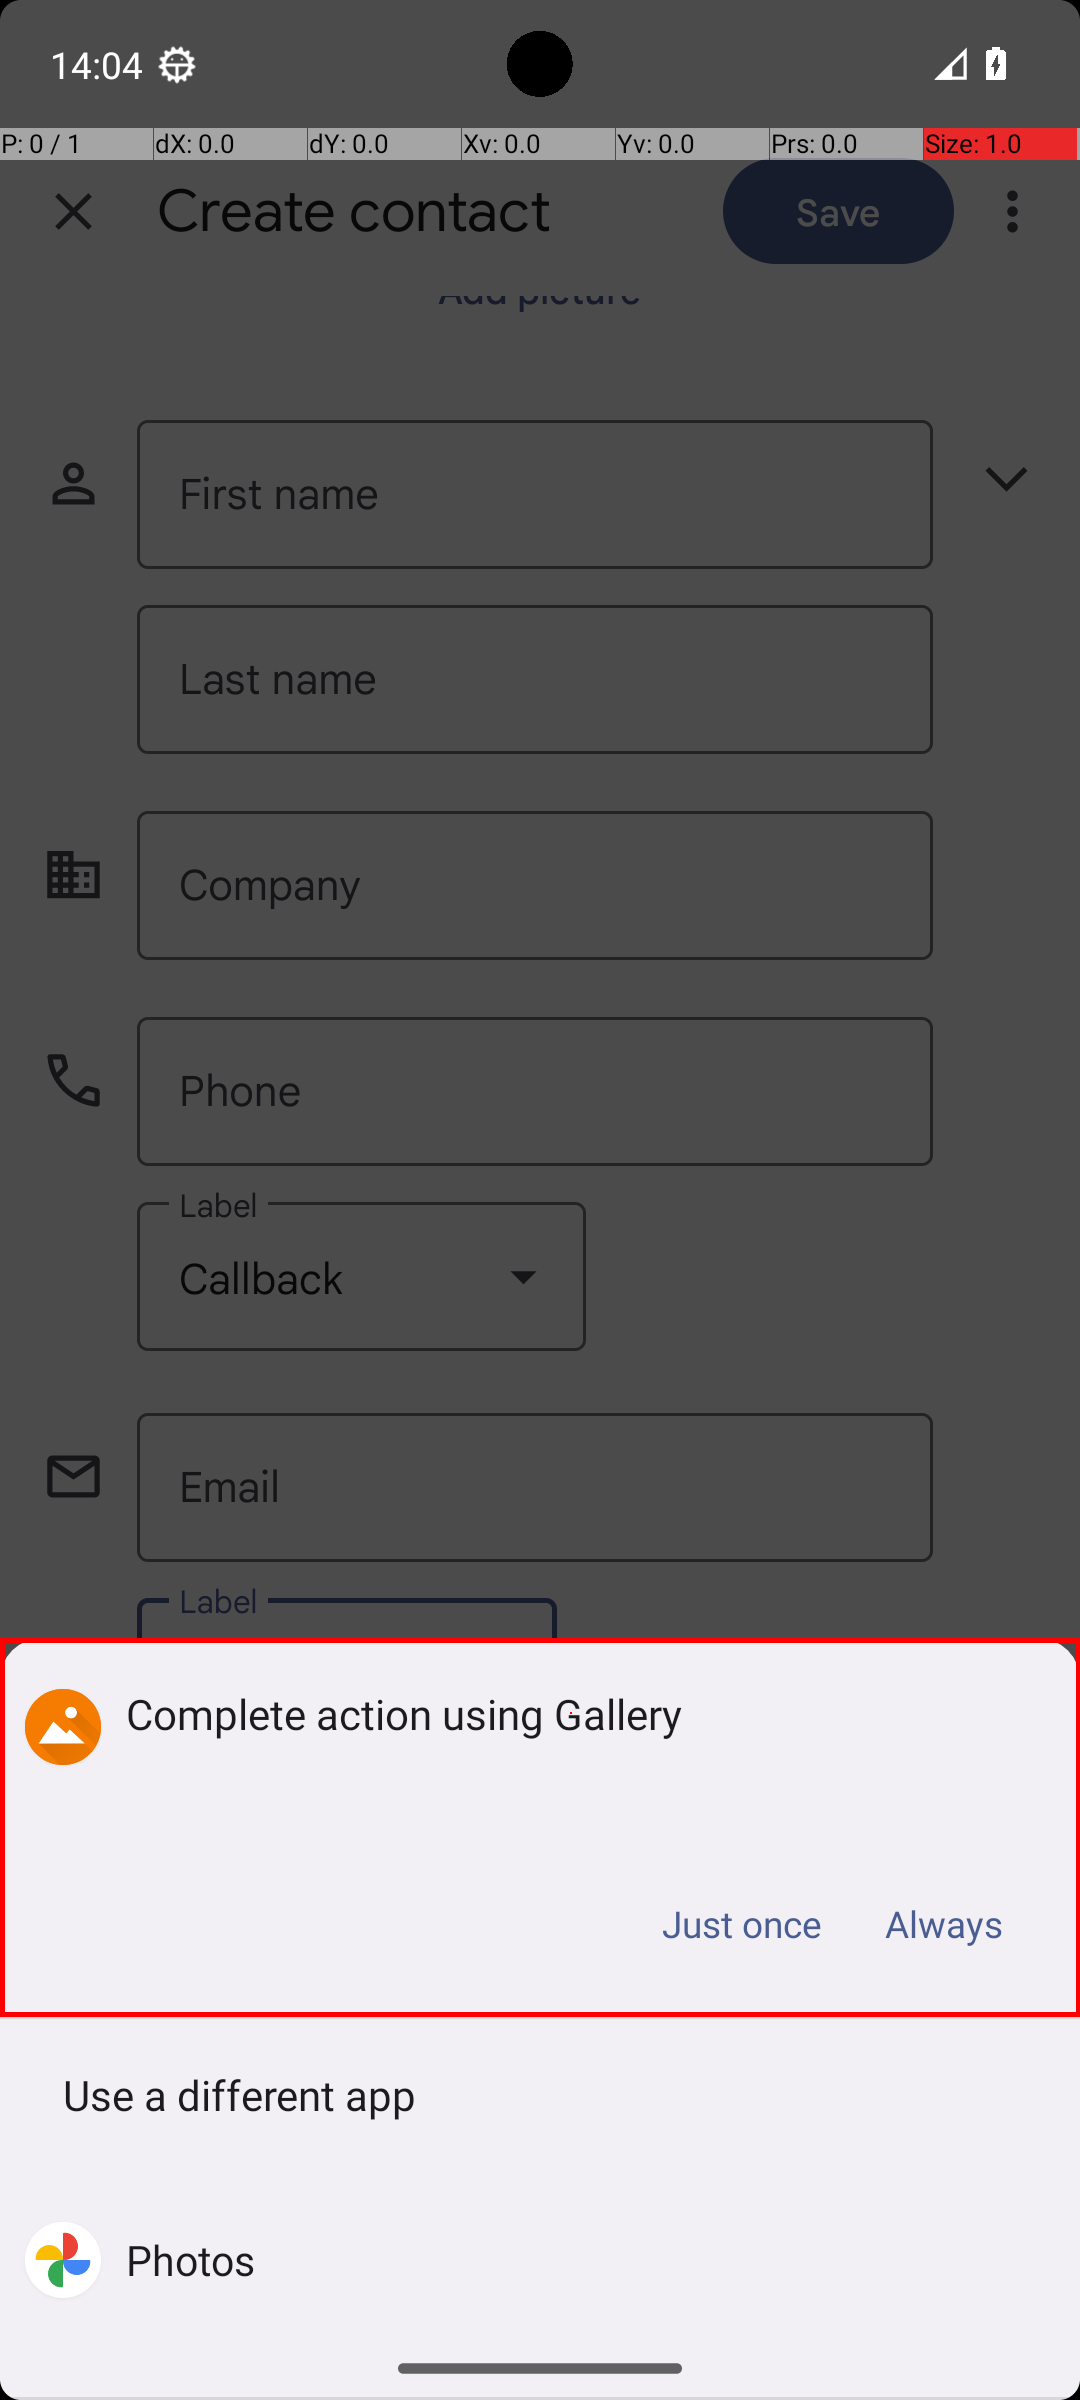 14:04
P: 0 / 1 dX: 0.0 dY: 0.0 Xv: 0.0 Yv: 0.0 Prs: 0.0 Size: 1.0
Create contact Save
Add picture
First name
Last name
Company
Phone
Label
Callback
Email
Label
Complete action using Gallery
Just once Always
Use a different app
Photos